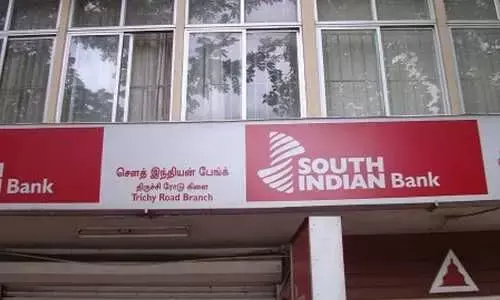 Bank
சௌத் இந்தியன் பேங்க்
திருச்சி ரோடு கிளை
Trichy Road Branch
SOUTH
INDIAN Bank